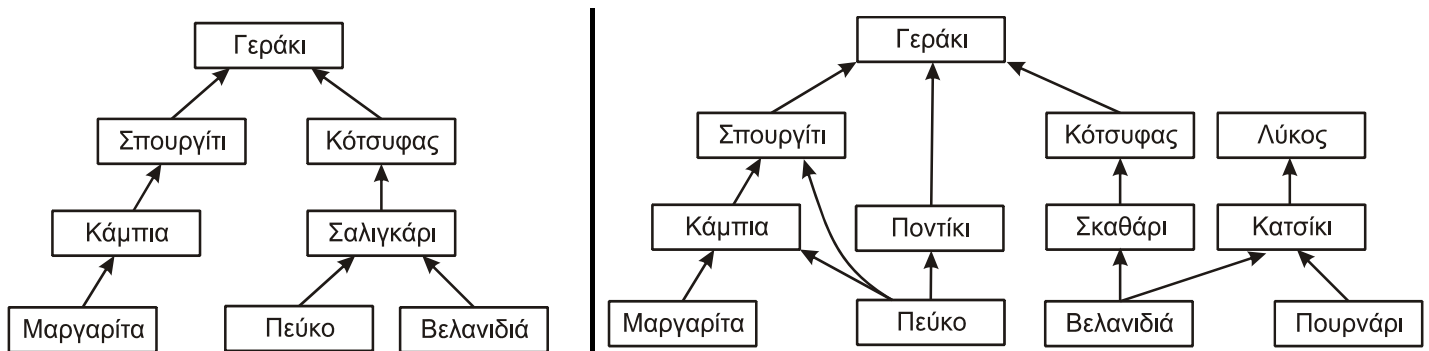 Γεράκι
Σπουργίτι
Κότσυφας
Κάμπια
Σαλιγκάρι
Μαργαρίτα
Πεύκο
Βελανιδιά
Γεράκι
Σπουργίτι
Κότσυφας
Λύκος
Κάμπια
Ποντίκι
Σκαθάρι
Κατσίκι
Μαργαρίτα
Πεύκο
Βελανιδιά
Πουρνάρι